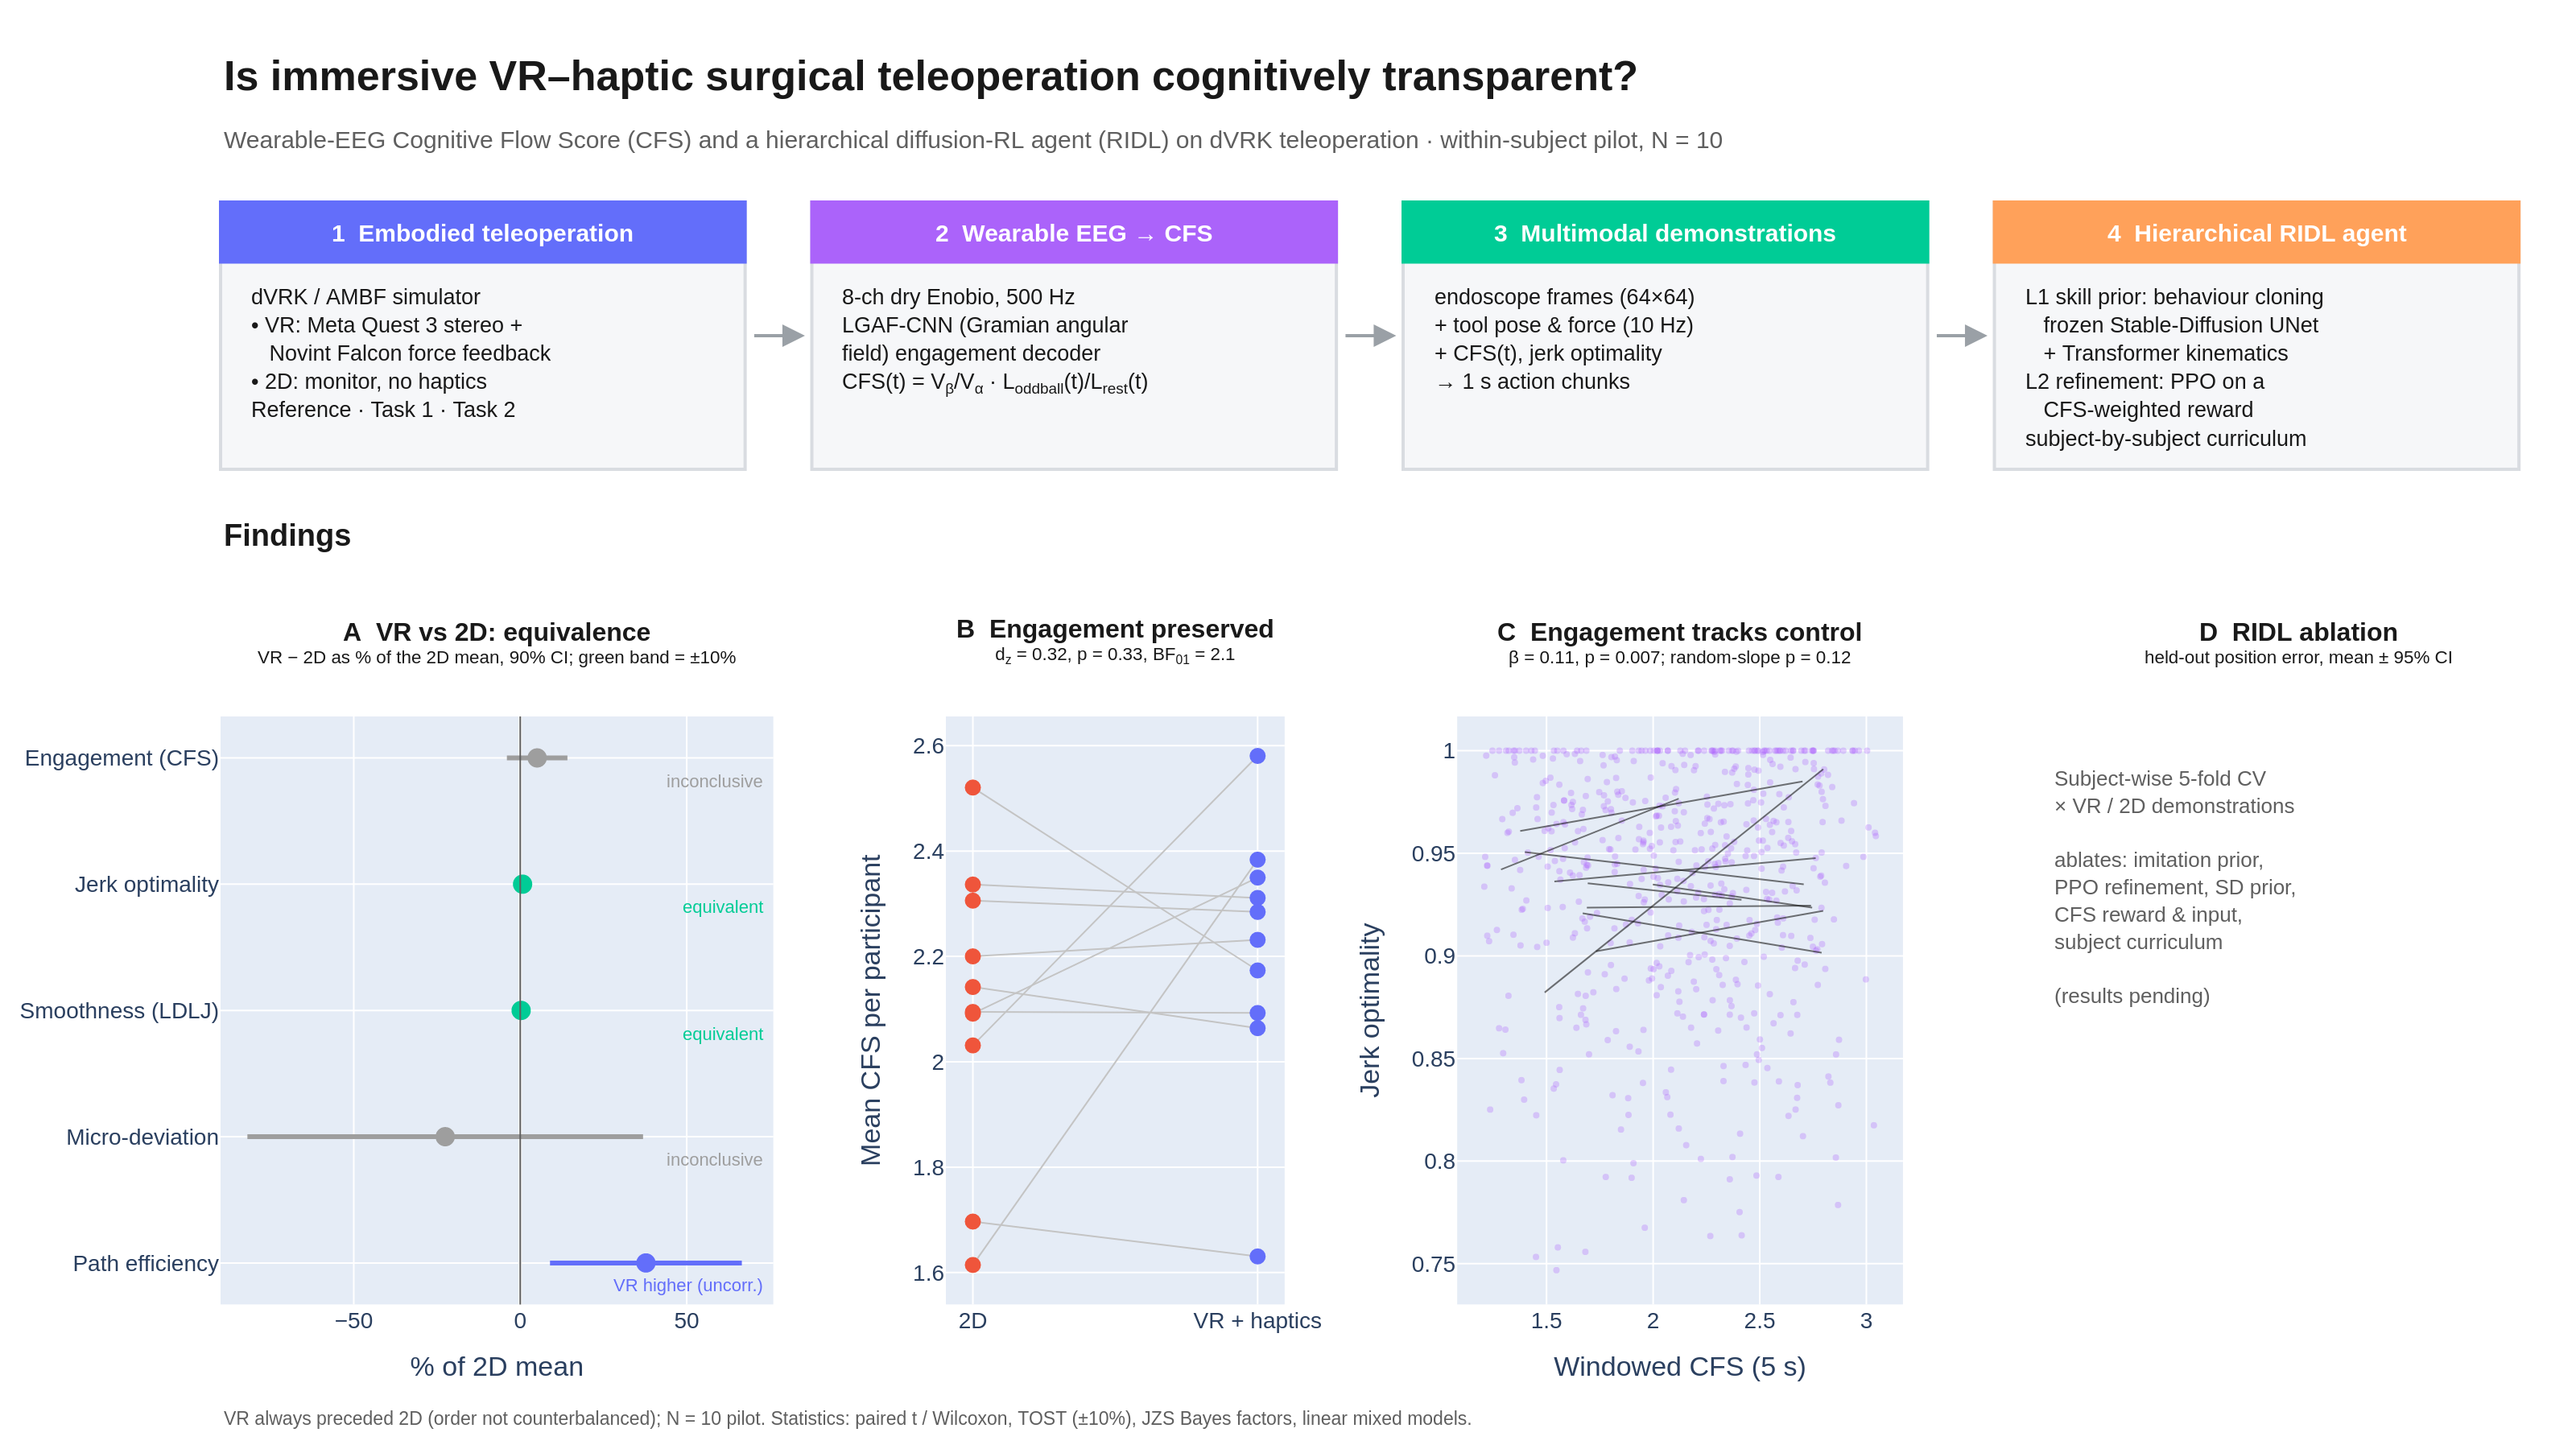 Is immersive VR–haptic surgical teleoperation cognitively transparent?
Wearable-EEG Cognitive Flow Score (CFS) and a hierarchical diffusion-RL agent (RIDL) on dVRK teleoperation · within-subject pilot, N = 10
1 Embodied teleoperation
dVRK / AMBF simulator
• VR: Meta Quest 3 stereo +
Novint Falcon force feedback
• 2D: monitor, no haptics
Reference · Task 1 · Task 2
2 Wearable EEG → CFS
8-ch dry Enobio, 500 Hz
LGAF-CNN (Gramian angular
field) engagement decoder
CFS(t) = Vβ/Vα · Loddball(t)/Lrest(t)
3 Multimodal demonstrations
endoscope frames (64×64)
+ tool pose & force (10 Hz)
+ CFS(t), jerk optimality
→ 1 s action chunks
4 Hierarchical RIDL agent
L1 skill prior: behaviour cloning
frozen Stable-Diffusion UNet
+ Transformer kinematics
L2 refinement: PPO on a
CFS-weighted reward
subject-by-subject curriculum
Findings
A VR vs 2D: equivalence
VR − 2D as % of the 2D mean, 90% CI; green band = ±10%
Engagement (CFS)
inconclusive
Jerk optimality
equivalent
Smoothness (LDLJ)
equivalent
Micro-deviation
inconclusive
Path efficiency
VR higher (uncorr.)
−50 0 50
% of 2D mean
B Engagement preserved
dz = 0.32, p = 0.33, BF01 = 2.1
Mean CFS per participant
2.6
2.4
2.2
2
1.8
1.6
2D VR + haptics
C Engagement tracks control
β = 0.11, p = 0.007; random-slope p = 0.12
Jerk optimality
1
0.95
0.9
0.85
0.8
0.75
1.5 2 2.5 3
Windowed CFS (5 s)
D RIDL ablation
held-out position error, mean ± 95% CI
Subject-wise 5-fold CV
× VR / 2D demonstrations
ablates: imitation prior,
PPO refinement, SD prior,
CFS reward & input,
subject curriculum
(results pending)
VR always preceded 2D (order not counterbalanced); N = 10 pilot. Statistics: paired t / Wilcoxon, TOST (±10%), JZS Bayes factors, linear mixed models.